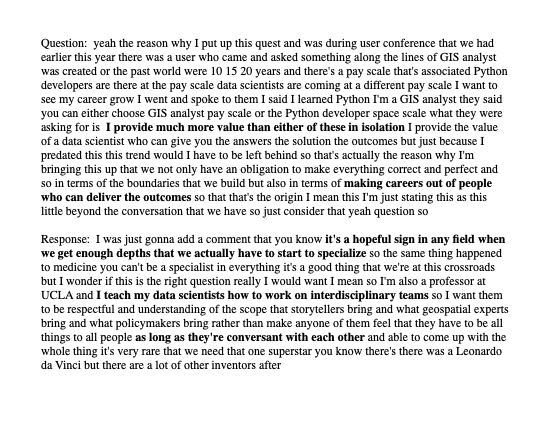 Question:  yeah the reason why I put up this quest and was during user conference that we had
earlier this year there was a user who came and asked something along the lines of GIS analyst
was created or the past world were 10 15 20 years and there's a pay scale that's associated Python
developers are there at the pay scale data scientists are coming at a different pay scale I want to
see my career grow I went and spoke to them I said I learned Python I'm a GIS analyst they said
you can either choose GIS analyst pay scale or the Python developer space scale what they were
asking for is  I provide much more value than either of these in isolation I provide the value
of a data scientist who can give you the answers the solution the outcomes but just because I
predated this this trend would I have to be left behind so that's actually the reason why I'm
bringing this up that we not only have an obligation to make everything correct and perfect and
so in terms of the boundaries that we build but also in terms of making careers out of people
who can deliver the outcomes so that that's the origin I mean this I'm just stating this as this
little beyond the conversation that we have so just consider that yeah question so
Response:  I was just gonna add a comment that you know it's a hopeful sign in any field when
we get enough depths that we actually have to start to specialize so the same thing happened
to medicine you can't be a specialist in everything it's a good thing that we're at this crossroads
but I wonder if this is the right question really I would want I mean so I'm also a professor at
UCLA and I teach my data scientists how to work on interdisciplinary teams so I want them
to be respectful and understanding of the scope that storytellers bring and what geospatial experts
bring and what policymakers bring rather than make anyone of them feel that they have to be all
things to all people as long as they're conversant with each other and able to come up with the
whole thing it's very rare that we need that one superstar you know there's there was a Leonardo
da Vinci but there are a lot of other inventors after